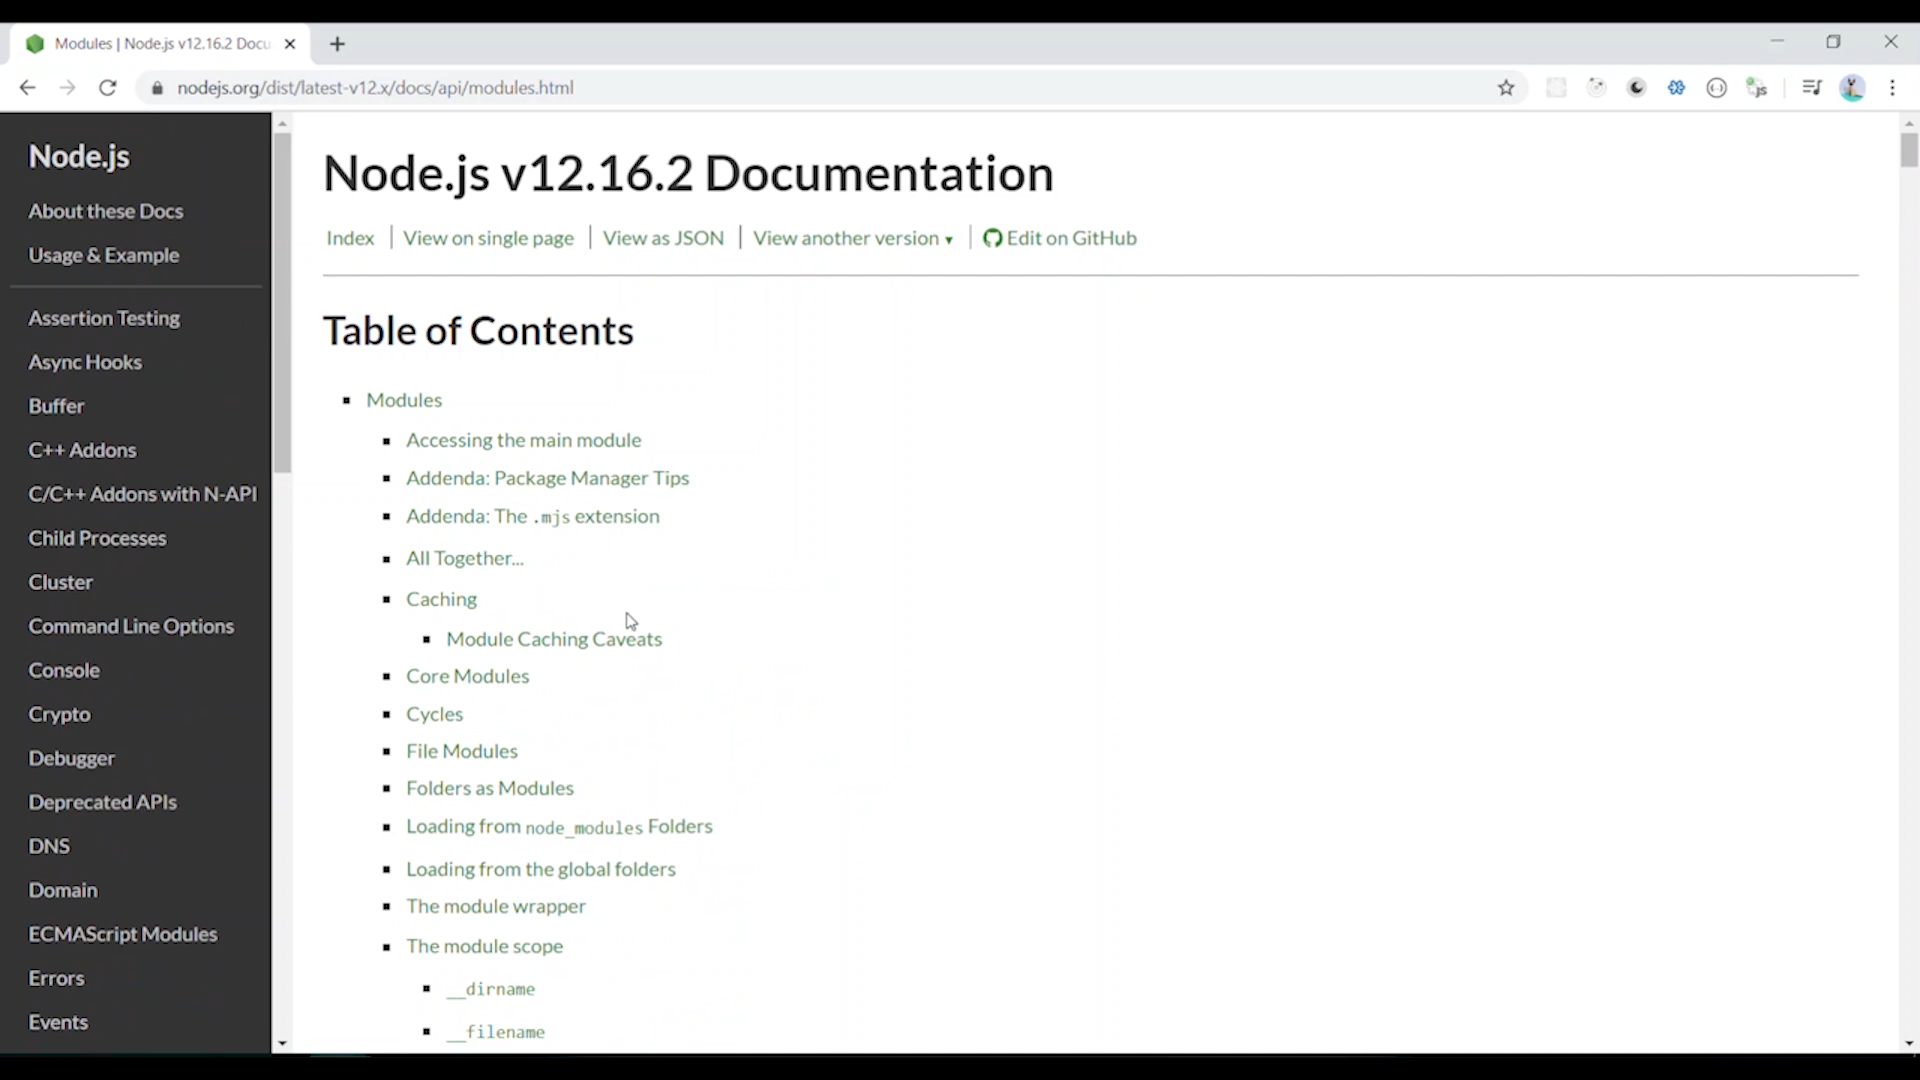 Modules | Node.js v12.16.2 Docu
nodejs.org/dist/latest-v12.x/docs/api/modules.html
js
Node.js
About these Docs
Usage & Example
Assertion Testing
Async Hooks
Buffer
C++ Addons
C/C++ Addons with N-API
Child Processes
Cluster
Command Line Options
Console
Crypto
Debugger
Deprecated APIs
DNS
Domain
ECMAScript Modules
Errors
Events
Node.js v12.16.2 Documentation
Index | View on single page | View as JSON | View another version ▾ | Edit on GitHub
Table of Contents
Modules
Accessing the main module
Addenda: Package Manager Tips
Addenda: The .mjs extension
All Together...
Caching
Module Caching Caveats
Core Modules
Cycles
File Modules
Folders as Modules
Loading from node_modules Folders
Loading from the global folders
The module wrapper
The module scope
__dirname
__filename